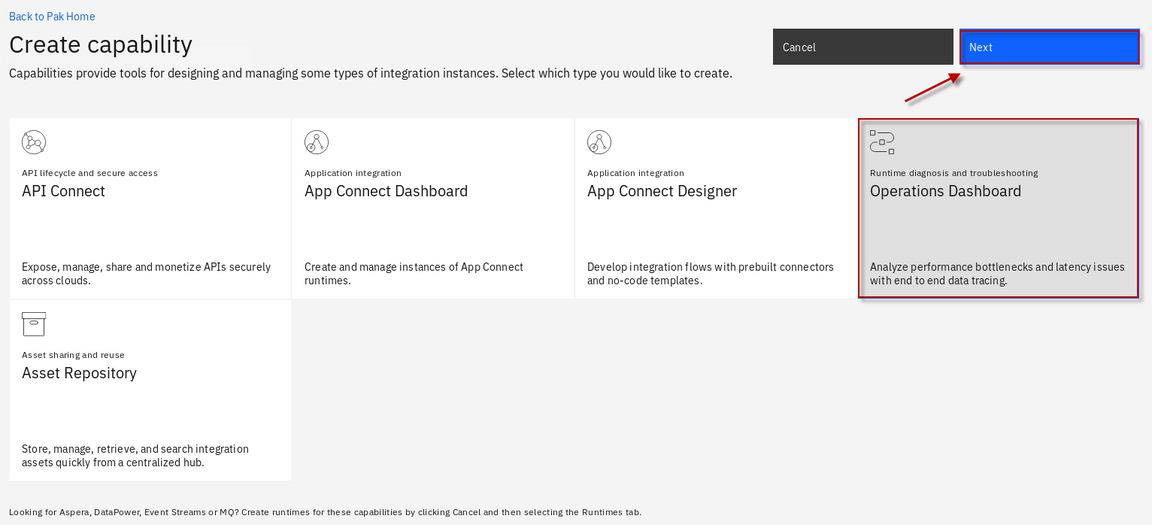 Back to Pak Home
Create capability
Capabilities provide tools for designing and managing some types of integration instances. Select which type you would like to create.
Cancel
Next
API lifecycle and secure access
API Connect
Expose, manage, share and monetize APIs securely
across clouds.
Application integration
App Connect Dashboard
Create and manage instances of App Connect
runtimes.
Application integration
App Connect Designer
Develop integration flows with prebuilt connectors
and no-code templates.
Runtime diagnosis and troubleshooting
Operations Dashboard
Analyze performance bottlenecks and latency issues
with end to end data tracing.
Asset sharing and reuse
Asset Repository
Store, manage, retrieve, and search integration
assets quickly from a centralized hub.
Looking for Aspera, DataPower, Event Streams or MQ? Create runtimes for these capabilities by clicking Cancel and then selecting the Runtimes tab.